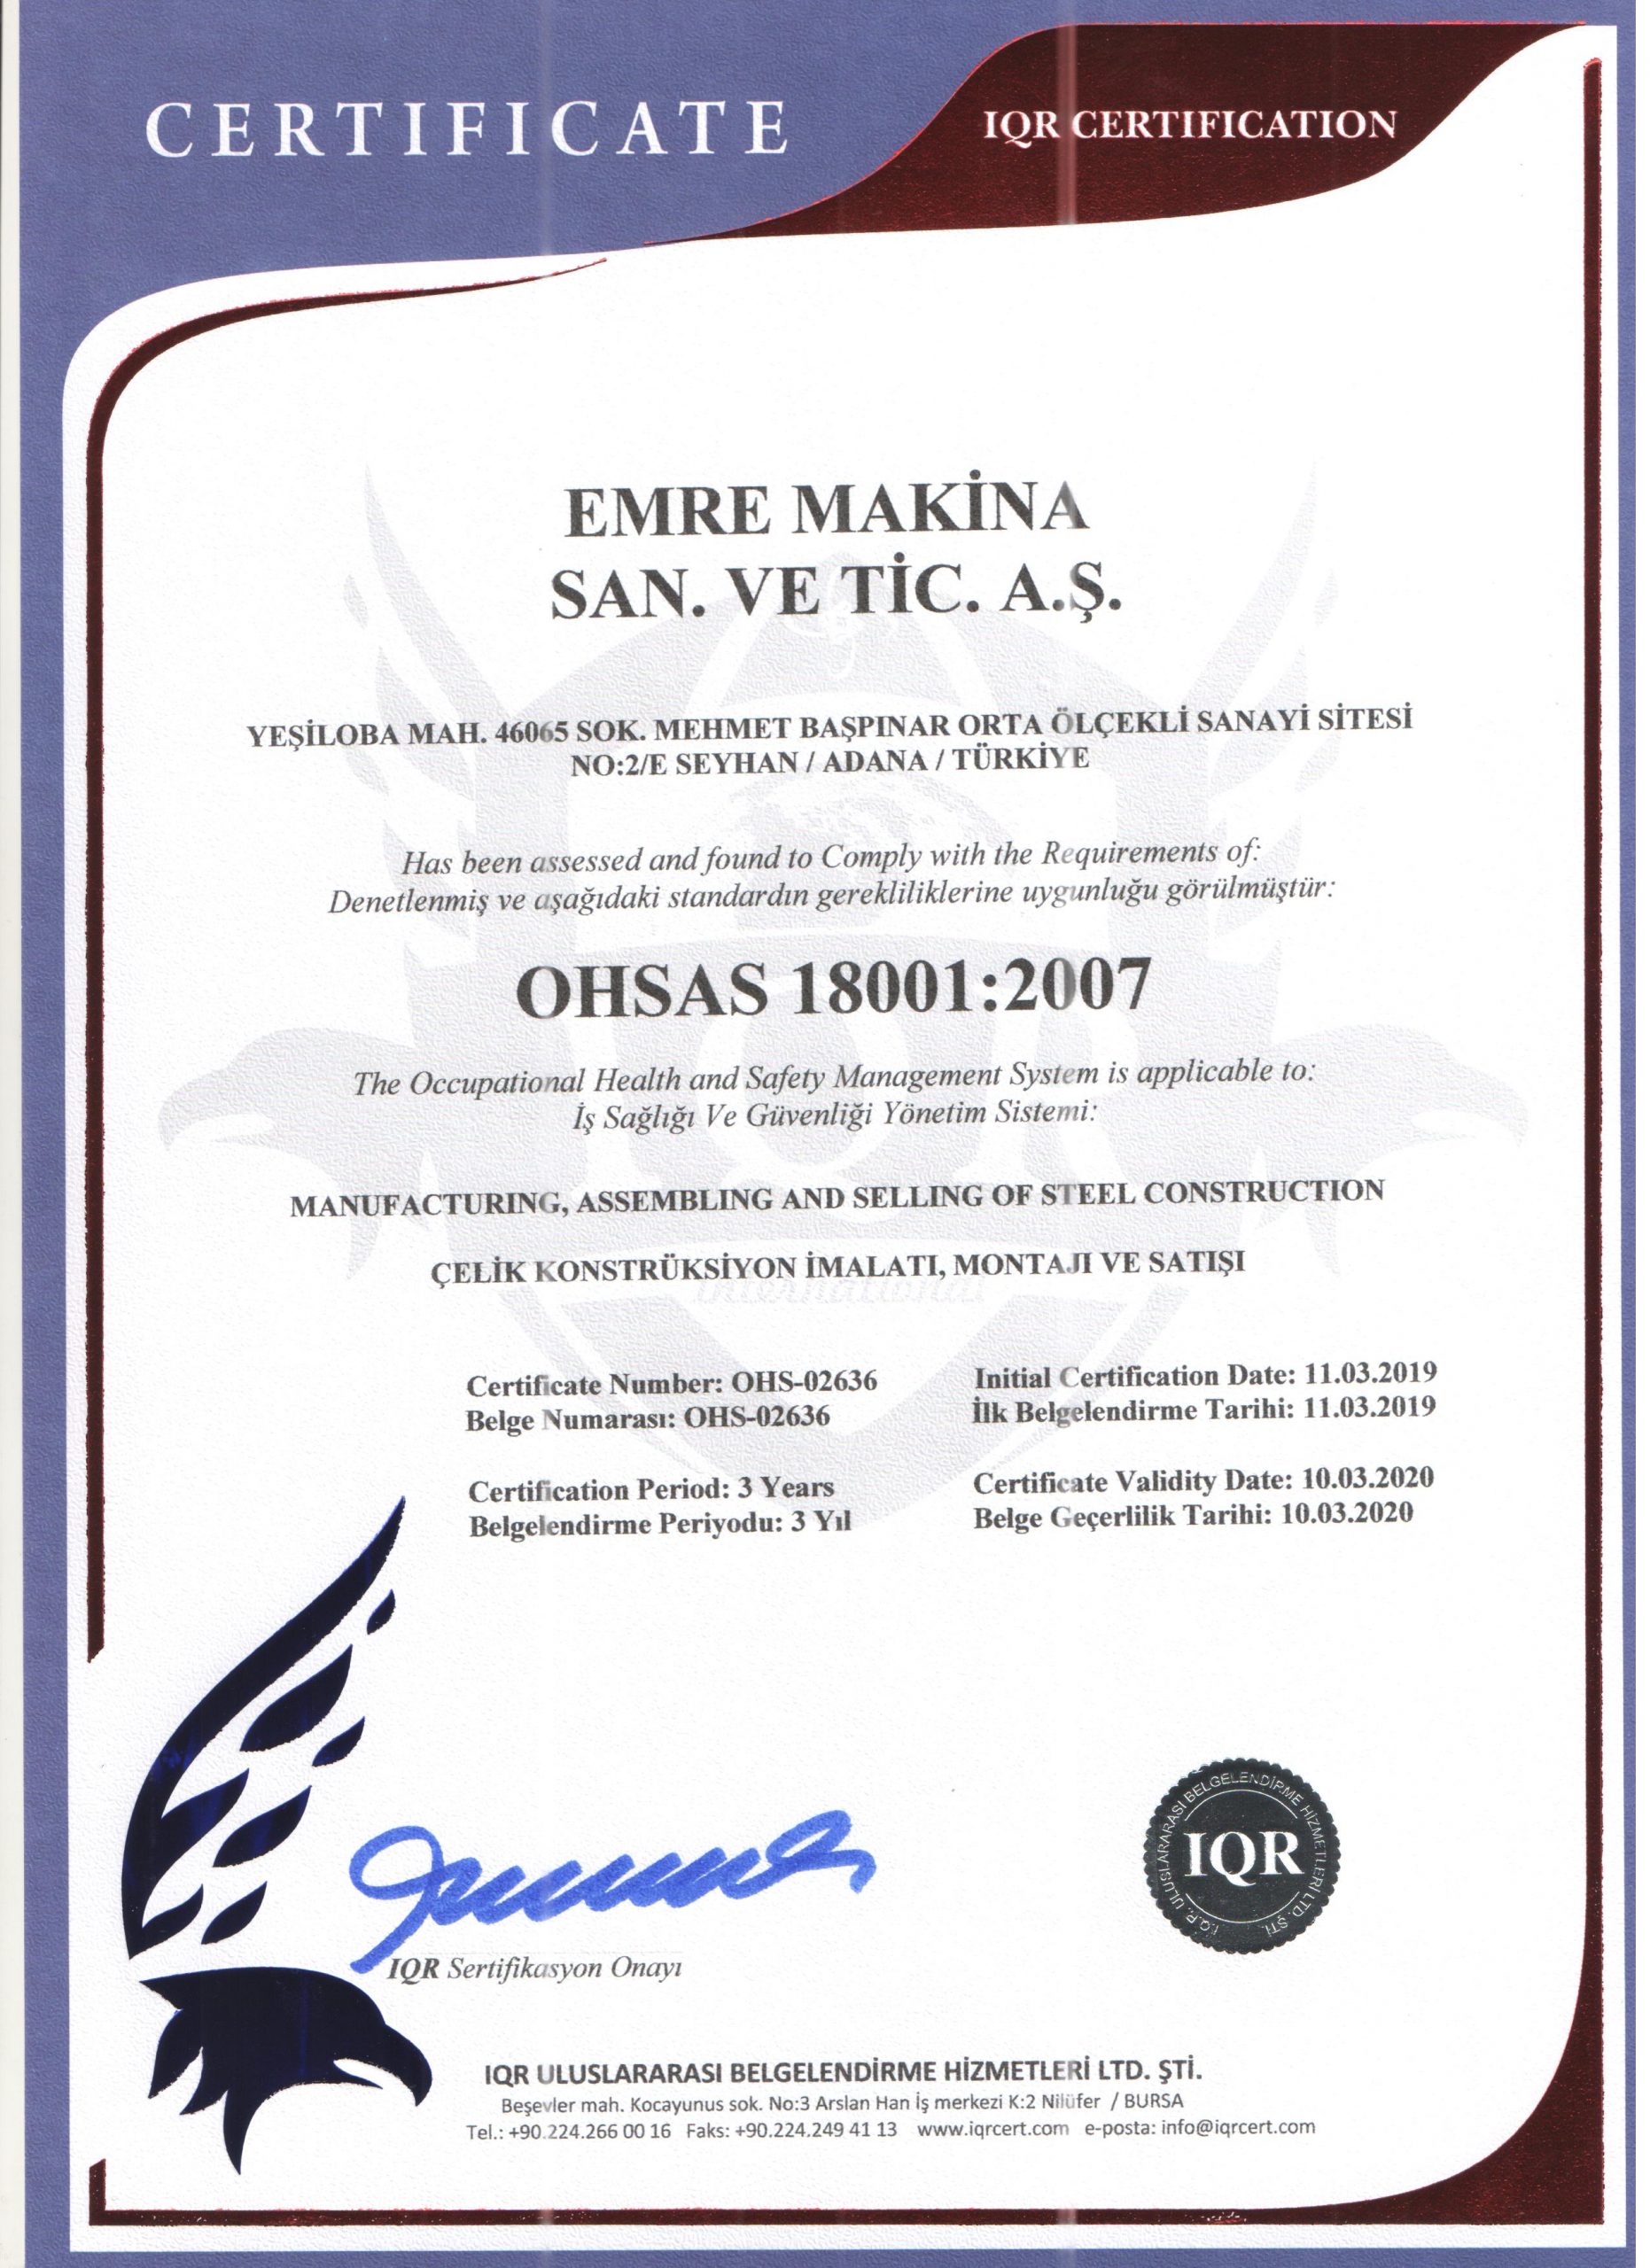 CERTIFICATE
IQR CERTIFICATION
EMRE MAKİNA
SAN. VE TİC. A.Ş.
YEŞİLOBA MAH. 46065 SOK. MEHMET BAŞPINAR ORTA ÖLÇEKLİ SANAYİ SİTESİ
NO:2/E SEYHAN / ADANA / TÜRKİYE
Has been assessed and found to Comply with the Requirements of:
Denetlenmiş ve aşağıdaki standardın gerekliliklerine uygunluğu görülmüştür:
OHSAS 18001:2007
The Occupational Health and Safety Management System is applicable to:
İş Sağlığı Ve Güvenliği Yönetim Sistemi:
MANUFACTURING, ASSEMBLING AND SELLING OF STEEL CONSTRUCTION
ÇELİK KONSTRÜKSİYON İMALATI, MONTAJI VE SATIŞI
International
Certificate Number: OHS-02636
Belge Numarası: OHS-02636
Initial Certification Date: 11.03.2019
İlk Belgelendirme Tarihi: 11.03.2019
Certification Period: 3 Years
Belgelendirme Periyodu: 3 Yıl
Certificate Validity Date: 10.03.2020
Belge Geçerlilik Tarihi: 10.03.2020
I.Q.R. ULUSLARARASI BELGELENDİRME HİZMETLERİ LTD. ŞTİ.
IQR
IQR Sertifikasyon Onayı
IQR ULUSLARARASI BELGELENDİRME HİZMETLERİ LTD. ŞTİ.
Beşevler mah. Kocayunus sok. No:3 Arslan Han İş merkezi K:2 Nilüfer / BURSA
Tel.: +90.224.266 00 16 Faks: +90.224.249 41 13 www.iqrcert.com e-posta: info@iqrcert.com